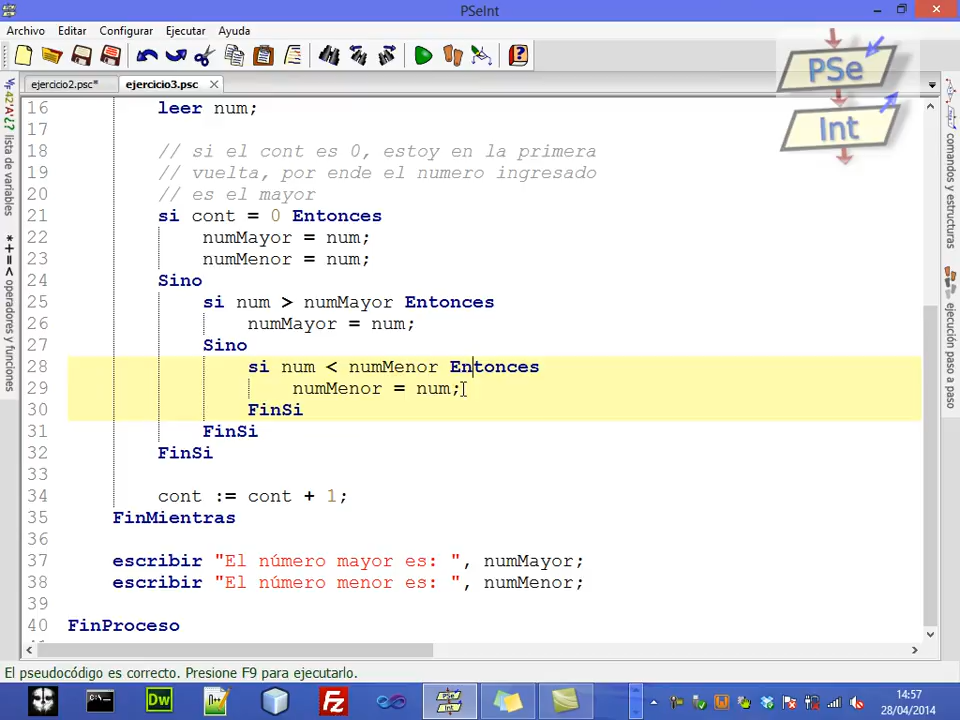 PSeInt
Archivo Editar Configurar Ejecutar Ayuda
PSe
Int
ejercicio2.psc* ejercicio3.psc
16 leer num;
17
18 // si el cont es 0, estoy en la primera
19 // vuelta, por ende el numero ingresado
20 // es el mayor
21 si cont = 0 Entonces
22 numMayor = num;
23 numMenor = num;
24 Sino
25 si num > numMayor Entonces
26 numMayor = num;
27 Sino
28 si num < numMenor Entonces
29 numMenor = num;
30 FinSi
31 FinSi
32 FinSi
33
34 cont := cont + 1;
35 FinMientras
36
37 escribir "El número mayor es: ", numMayor;
38 escribir "El número menor es: ", numMenor;
39
40 FinProceso
lista de variables
operadores y funciones
comandos y estructuras
ejecución paso a paso
El pseudocódigo es correcto. Presione F9 para ejecutarlo.
Dw
14:57
28/04/2014